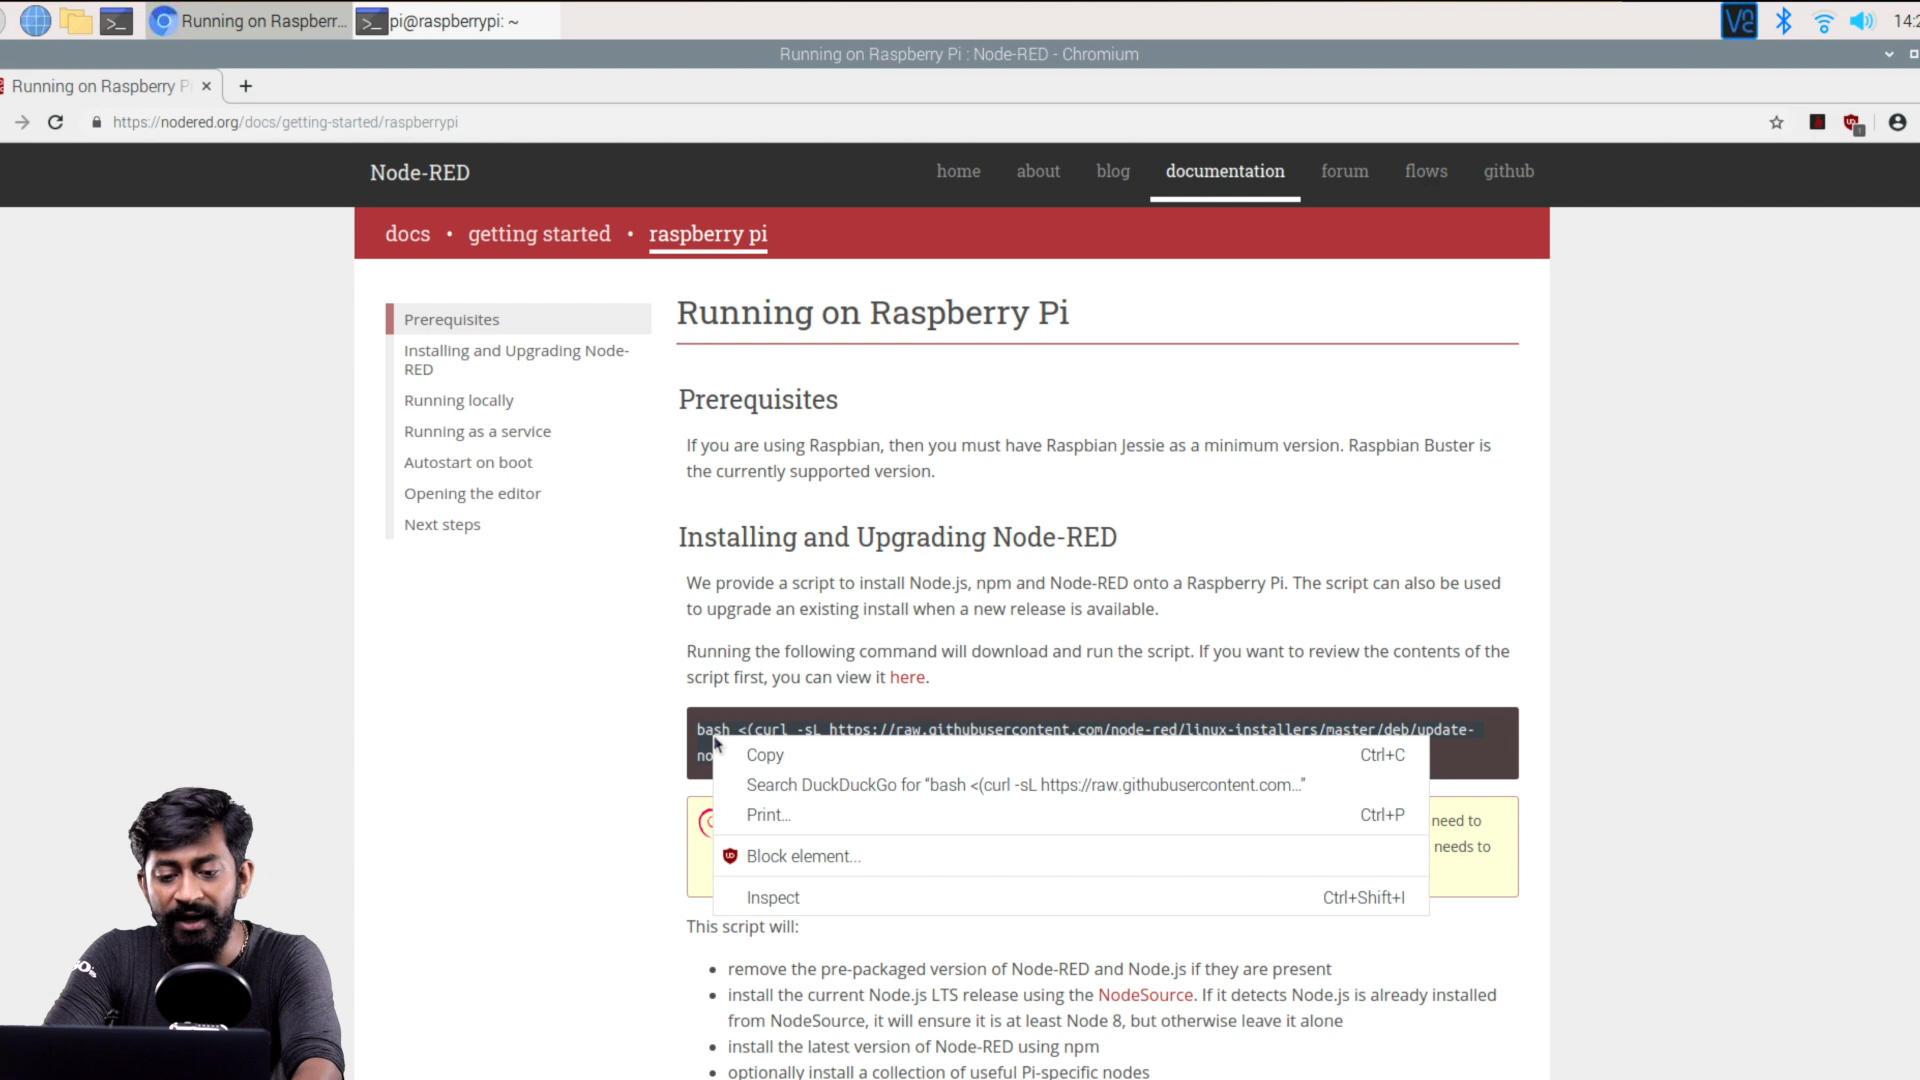 Running on Raspberr...
pi@raspberrypi: ~
14:2
Running on Raspberry Pi : Node-RED - Chromium
Running on Raspberry P
https://nodered.org/docs/getting-started/raspberrypi
Node-RED
home
about
blog
documentation
forum
flows
github
docs • getting started • raspberry pi
Prerequisites
Installing and Upgrading Node-
RED
Running locally
Running as a service
Autostart on boot
Opening the editor
Next steps
Running on Raspberry Pi
Prerequisites
If you are using Raspbian, then you must have Raspbian Jessie as a minimum version. Raspbian Buster is
the currently supported version.
Installing and Upgrading Node-RED
We provide a script to install Node.js, npm and Node-RED onto a Raspberry Pi. The script can also be used
to upgrade an existing install when a new release is available.
Running the following command will download and run the script. If you want to review the contents of the
script first, you can view it here.
bash <(curl -sL https://raw.githubusercontent.com/node-red/linux-installers/master/deb/update-
no
Copy Ctrl+C
Search DuckDuckGo for “bash <(curl -sL https://raw.githubusercontent.com...”
Print... Ctrl+P
Block element...
Inspect Ctrl+Shift+I
need to
needs to
This script will:
• remove the pre-packaged version of Node-RED and Node.js if they are present
• install the current Node.js LTS release using the NodeSource. If it detects Node.js is already installed
from NodeSource, it will ensure it is at least Node 8, but otherwise leave it alone
• install the latest version of Node-RED using npm
• optionally install a collection of useful Pi-specific nodes